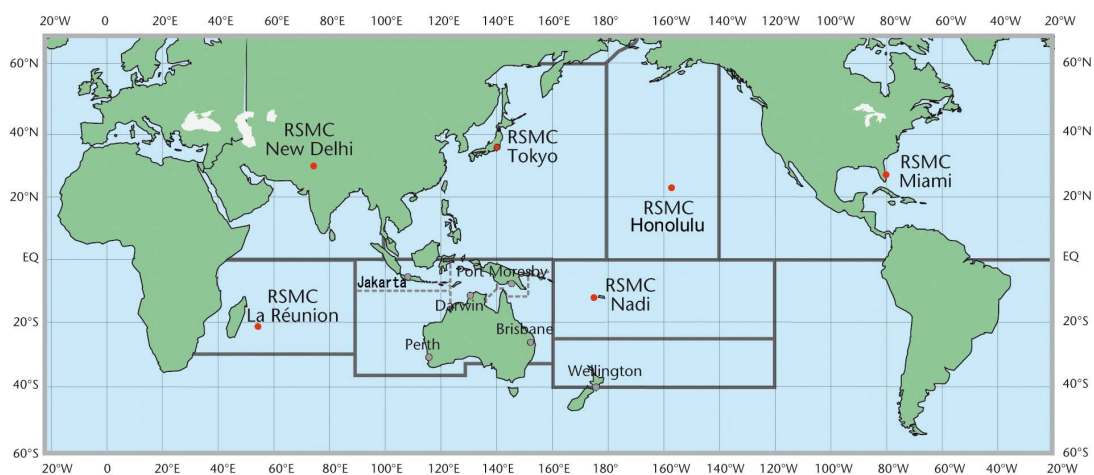 20°W 0 20°E 40°E 60°E 80°E 100°E 120°E 140°E 160°E 180° 160°W 140°W 120°W 100°W 80°W 60°W 40°W 20°W
60°N 60°N
40°N 40°N
RSMC
New Delhi
RSMC
Tokyo
RSMC
Miami
20°N 20°N
RSMC
Honolulu
EQ EQ
Jakarta
Port Moresby
RSMC
La Réunion
Darwin
RSMC
Nadi
20°S 20°S
Brisbane
Perth
Wellington
40°S 40°S
60°S 60°S
20°W 0 20°E 40°E 60°E 80°E 100°E 120°E 140°E 160°E 180° 160°W 140°W 120°W 100°W 80°W 60°W 40°W 20°W